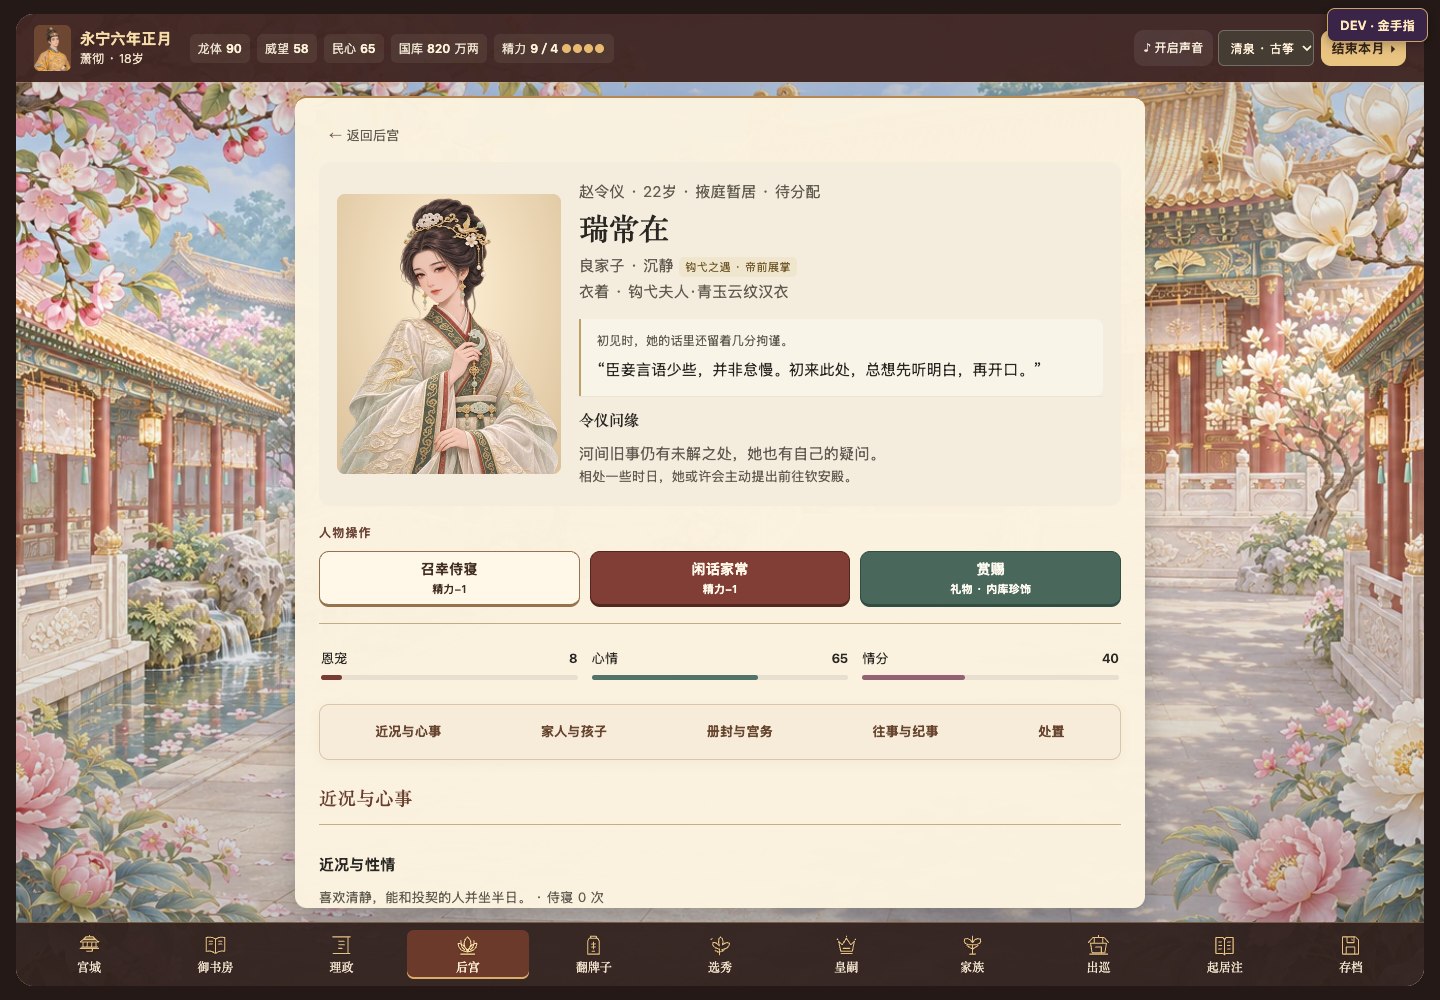 永宁六年正月
萧彻 · 18岁
龙体 90
威望 58
民心 65
国库 820 万两
精力 9 / 4
♪ 开启声音
清泉 · 古筝
DEV · 金手指
结束本月
← 返回后宫
赵令仪 · 22岁 · 掖庭暂居 · 待分配
瑞常在
良家子 · 沉静 钩弋之遇 · 帝前展掌
衣着 · 钩弋夫人·青玉云纹汉衣
初见时，她的话里还留着几分拘谨。
“臣妾言语少些，并非怠慢。初来此处，总想先听明白，再开口。”
令仪问缘
河间旧事仍有未解之处，她也有自己的疑问。
相处一些时日，她或许会主动提出前往钦安殿。
人物操作
召幸侍寝
精力−1
闲话家常
精力−1
赏赐
礼物 · 内库珍饰
恩宠 8
心情 65
情分 40
近况与心事
家人与孩子
册封与宫务
往事与纪事
处置
近况与心事
近况与性情
喜欢清静，能和投契的人并坐半日。 · 侍寝 0 次
宫城
御书房
理政
后宫
翻牌子
选秀
皇嗣
家族
出巡
起居注
存档